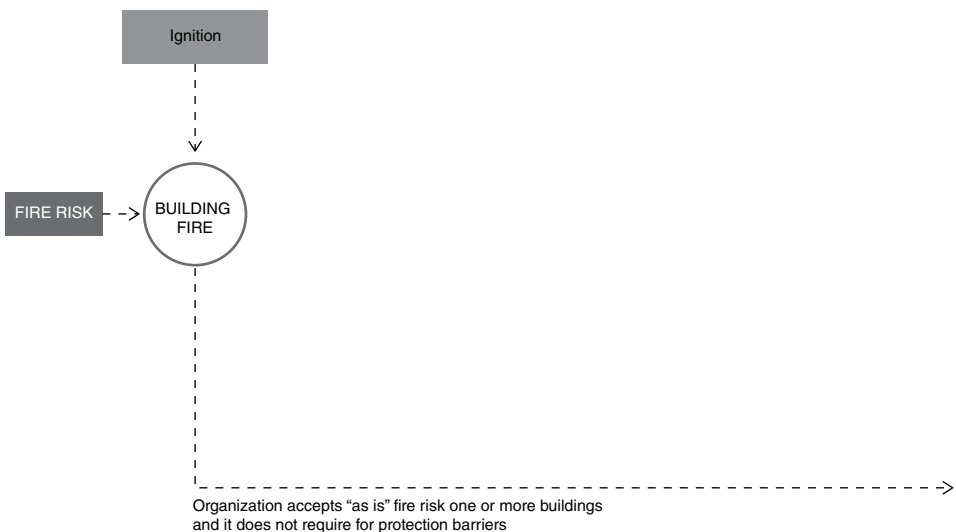 Ignition
FIRE RISK
BUILDING
FIRE
Organization accepts “as is” fire risk one or more buildings
and it does not require for protection barriers